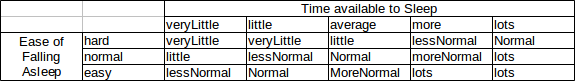 Time available to Sleep
veryLittle little average more lots
Ease of Falling Asleep
hard veryLittle veryLittle little lessNormal Normal
normal little lessNormal Normal moreNormal lots
easy lessNormal Normal MoreNormal lots lots